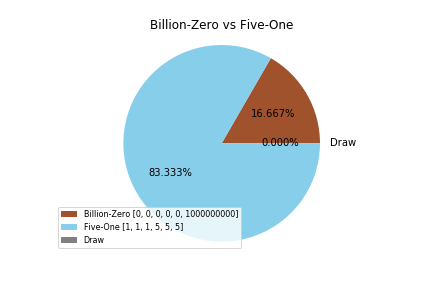 Billion-Zero vs Five-One
16.667%
0.000%
Draw
83.333%
Billion-Zero [0, 0, 0, 0, 0, 1000000000]
Five-One [1, 1, 1, 5, 5, 5]
Draw